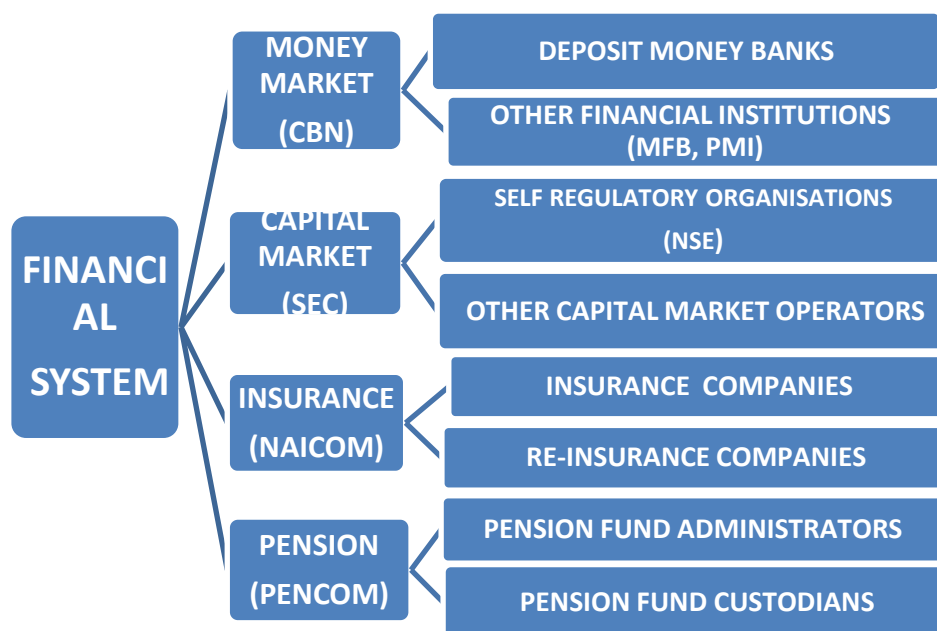 FINANCI
AL
SYSTEM
MONEY
MARKET
(CBN)
DEPOSIT MONEY BANKS
OTHER FINANCIAL INSTITUTIONS
(MFB, PMI)
CAPITAL
MARKET
(SEC)
SELF REGULATORY ORGANISATIONS
(NSE)
OTHER CAPITAL MARKET OPERATORS
INSURANCE
(NAICOM)
INSURANCE COMPANIES
RE-INSURANCE COMPANIES
PENSION
(PENCOM)
PENSION FUND ADMINISTRATORS
PENSION FUND CUSTODIANS